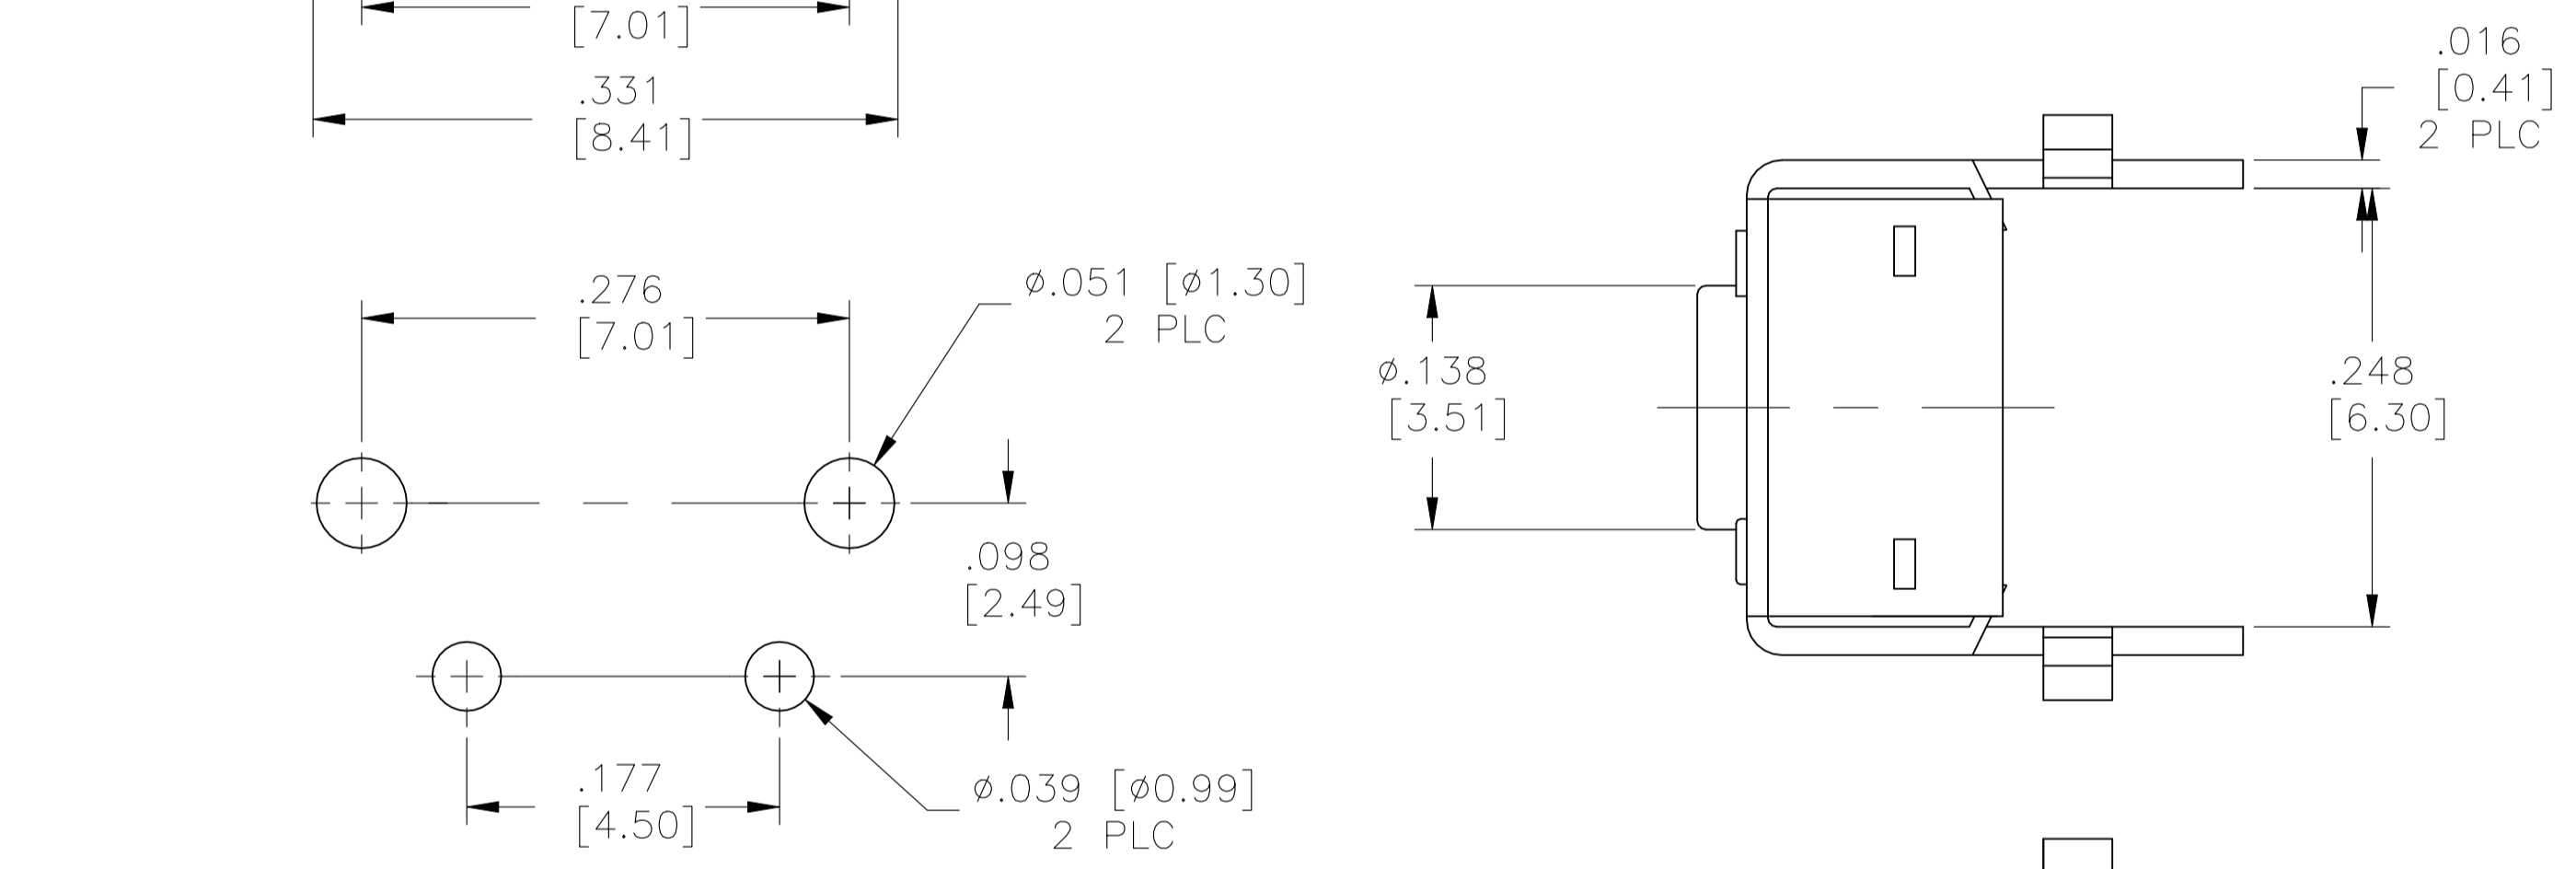 [7.01]
.331
[8.41]
.276
[7.01]
ø.051 [ø1.30]
2 PLC
.098
[2.49]
.177
[4.50]
ø.039 [ø0.99]
2 PLC
ø.138
[3.51]
.016
[0.41]
2 PLC
.248
[6.30]